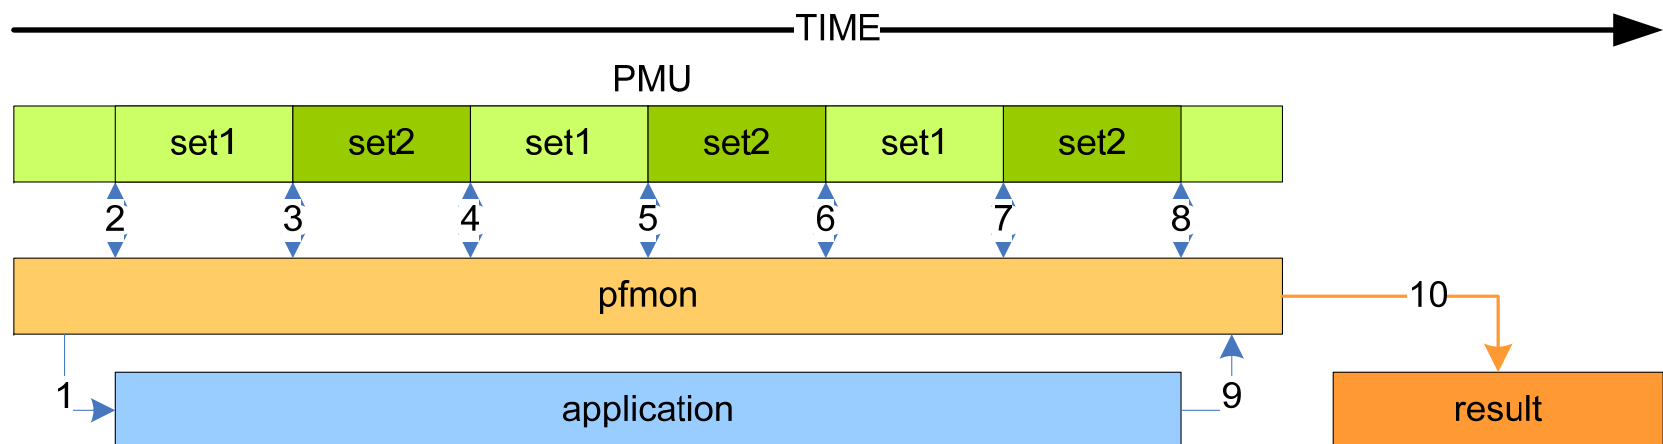 TIME
PMU
set1 set2 set1 set2 set1 set2
2 3 4 5 6 7 8
pfmon
10
1
9
application
result